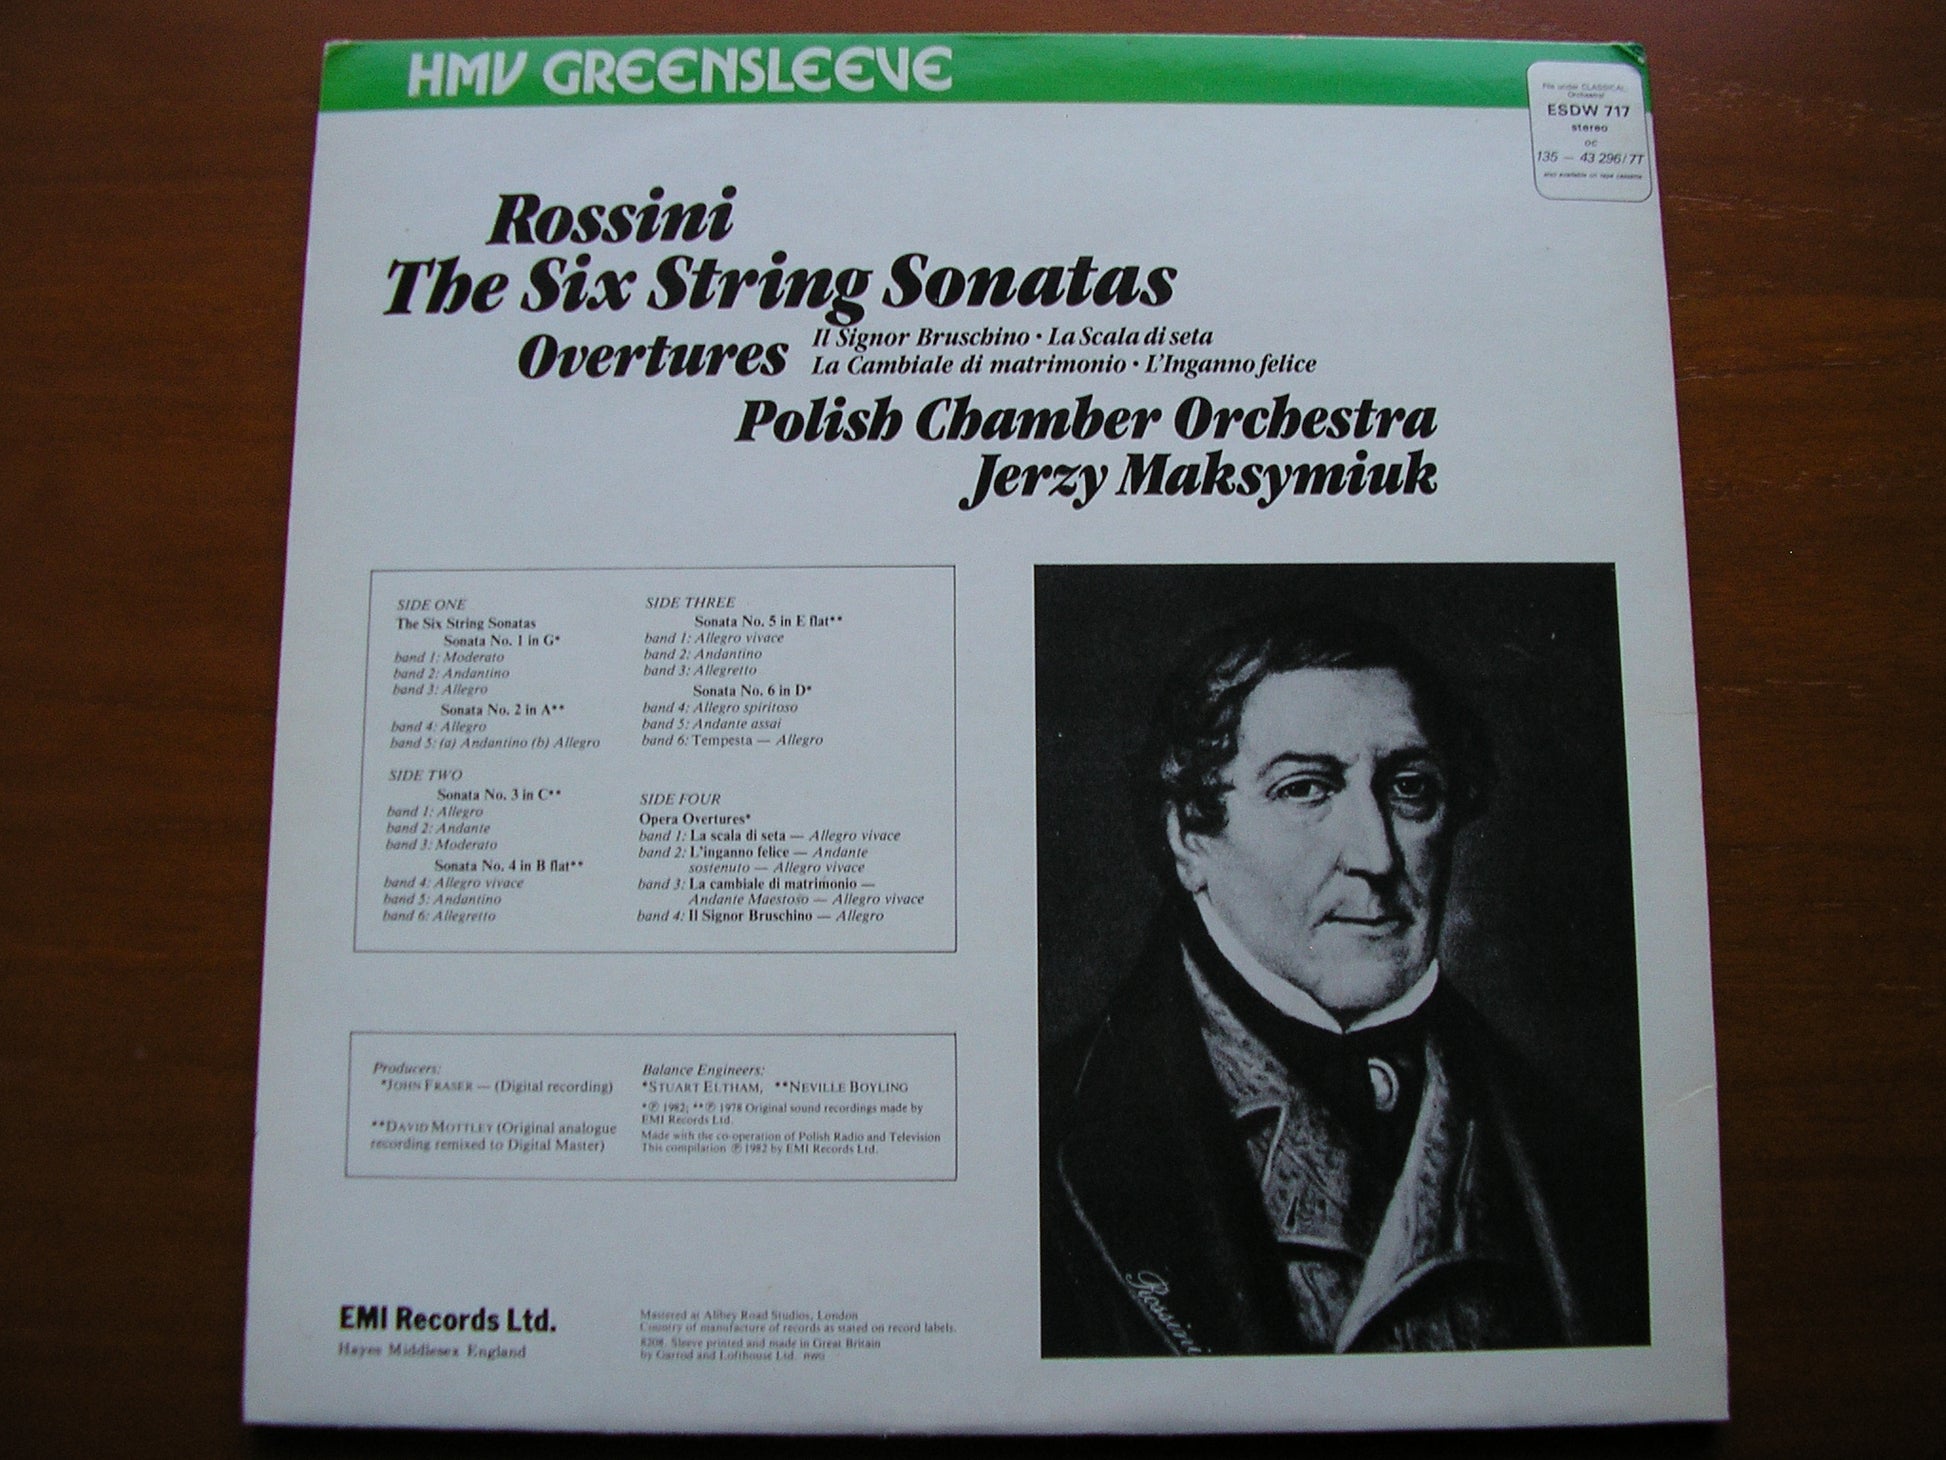 HMV GREENSLEEVE
File under CLASSICAL:
Orchestral
ESDW 717
stereo
OC
135 — 43 296/7T
also available on tape cassette
Rossini
The Six String Sonatas
Overtures
Il Signor Bruschino · La Scala di seta
La Cambiale di matrimonio · L'Inganno felice
Polish Chamber Orchestra
Jerzy Maksymiuk
SIDE ONE
The Six String Sonatas
Sonata No. 1 in G*
band 1: Moderato
band 2: Andantino
band 3: Allegro
Sonata No. 2 in A**
band 4: Allegro
band 5: (a) Andantino (b) Allegro
SIDE TWO
Sonata No. 3 in C**
band 1: Allegro
band 2: Andante
band 3: Moderato
Sonata No. 4 in B flat**
band 4: Allegro vivace
band 5: Andantino
band 6: Allegretto
SIDE THREE
Sonata No. 5 in E flat**
band 1: Allegro vivace
band 2: Andantino
band 3: Allegretto
Sonata No. 6 in D*
band 4: Allegro spiritoso
band 5: Andante assai
band 6: Tempesta — Allegro
SIDE FOUR
Opera Overtures*
band 1: La scala di seta — Allegro vivace
band 2: L'inganno felice — Andante
sostenuto — Allegro vivace
band 3: La cambiale di matrimonio —
Andante Maestoso — Allegro vivace
band 4: Il Signor Bruschino — Allegro
Producers:
*JOHN FRASER — (Digital recording)
**DAVID MOTTLEY (Original analogue
recording remixed to Digital Master)
Balance Engineers:
*STUART ELTHAM, **NEVILLE BOYLING
*℗ 1982; **℗ 1978 Original sound recordings made by
EMI Records Ltd.
Made with the co-operation of Polish Radio and Television
This compilation ℗ 1982 by EMI Records Ltd.
EMI Records Ltd.
Hayes Middlesex England
Mastered at Abbey Road Studios, London
Country of manufacture of records as stated on record labels.
8208. Sleeve printed and made in Great Britain
by Garrod and Lofthouse Ltd.
Rossini